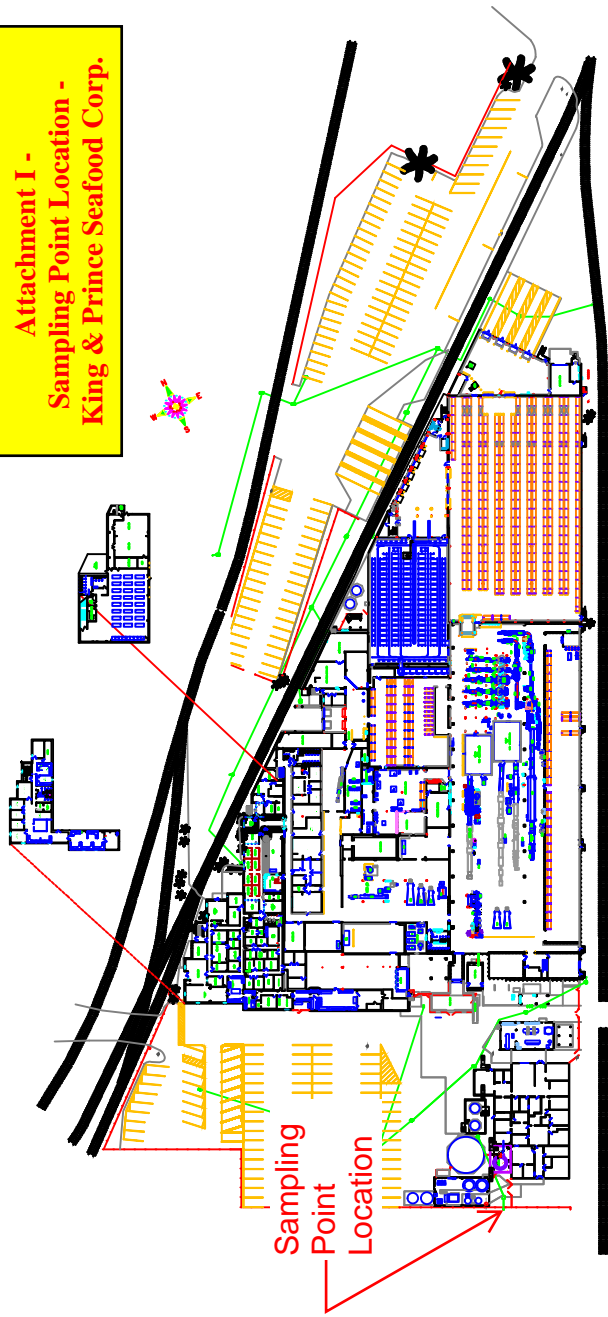 Attachment I -
Sampling Point Location -
King & Prince Seafood Corp.
N
E
S
W
Sampling
Point
Location